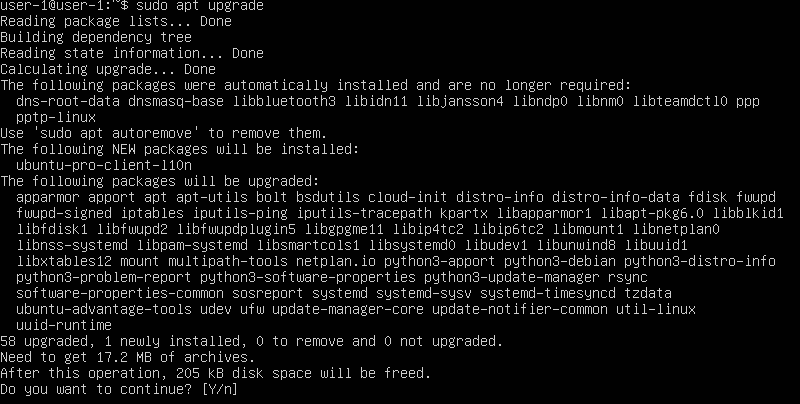 user-1@user-1:~$ sudo apt upgrade
Reading package lists... Done
Building dependency tree
Reading state information... Done
Calculating upgrade... Done
The following packages were automatically installed and are no longer required:
  dns-root-data dnsmasq-base libbluetooth3 libidn11 libjansson4 libndp0 libnm0 libteamdctl0 ppp
  pptp-linux
Use 'sudo apt autoremove' to remove them.
The following NEW packages will be installed:
  ubuntu-pro-client-l10n
The following packages will be upgraded:
  apparmor apport apt apt-utils bolt bsdutils cloud-init distro-info distro-info-data fdisk fwupd
  fwupd-signed iptables iputils-ping iputils-tracepath kpartx libapparmor1 libapt-pkg6.0 libblkid1
  libfdisk1 libfwupd2 libfwupdplugin5 libgpgme11 libip4tc2 libip6tc2 libmount1 libnetplan0
  libnss-systemd libpam-systemd libsmartcols1 libsystemd0 libudev1 libunwind8 libuuid1
  libxtables12 mount multipath-tools netplan.io python3-apport python3-debian python3-distro-info
  python3-problem-report python3-software-properties python3-update-manager rsync
  software-properties-common sosreport systemd systemd-sysv systemd-timesyncd tzdata
  ubuntu-advantage-tools udev ufw update-manager-core update-notifier-common util-linux
  uuid-runtime
58 upgraded, 1 newly installed, 0 to remove and 0 not upgraded.
Need to get 17.2 MB of archives.
After this operation, 205 kB disk space will be freed.
Do you want to continue? [Y/n]